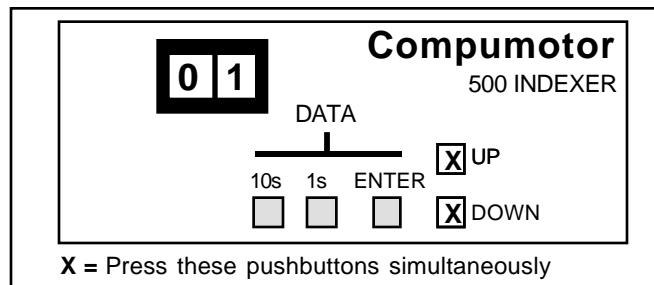 Compumotor
0 1
500 INDEXER
DATA
X UP
10s 1s ENTER
X DOWN
X = Press these pushbuttons simultaneously